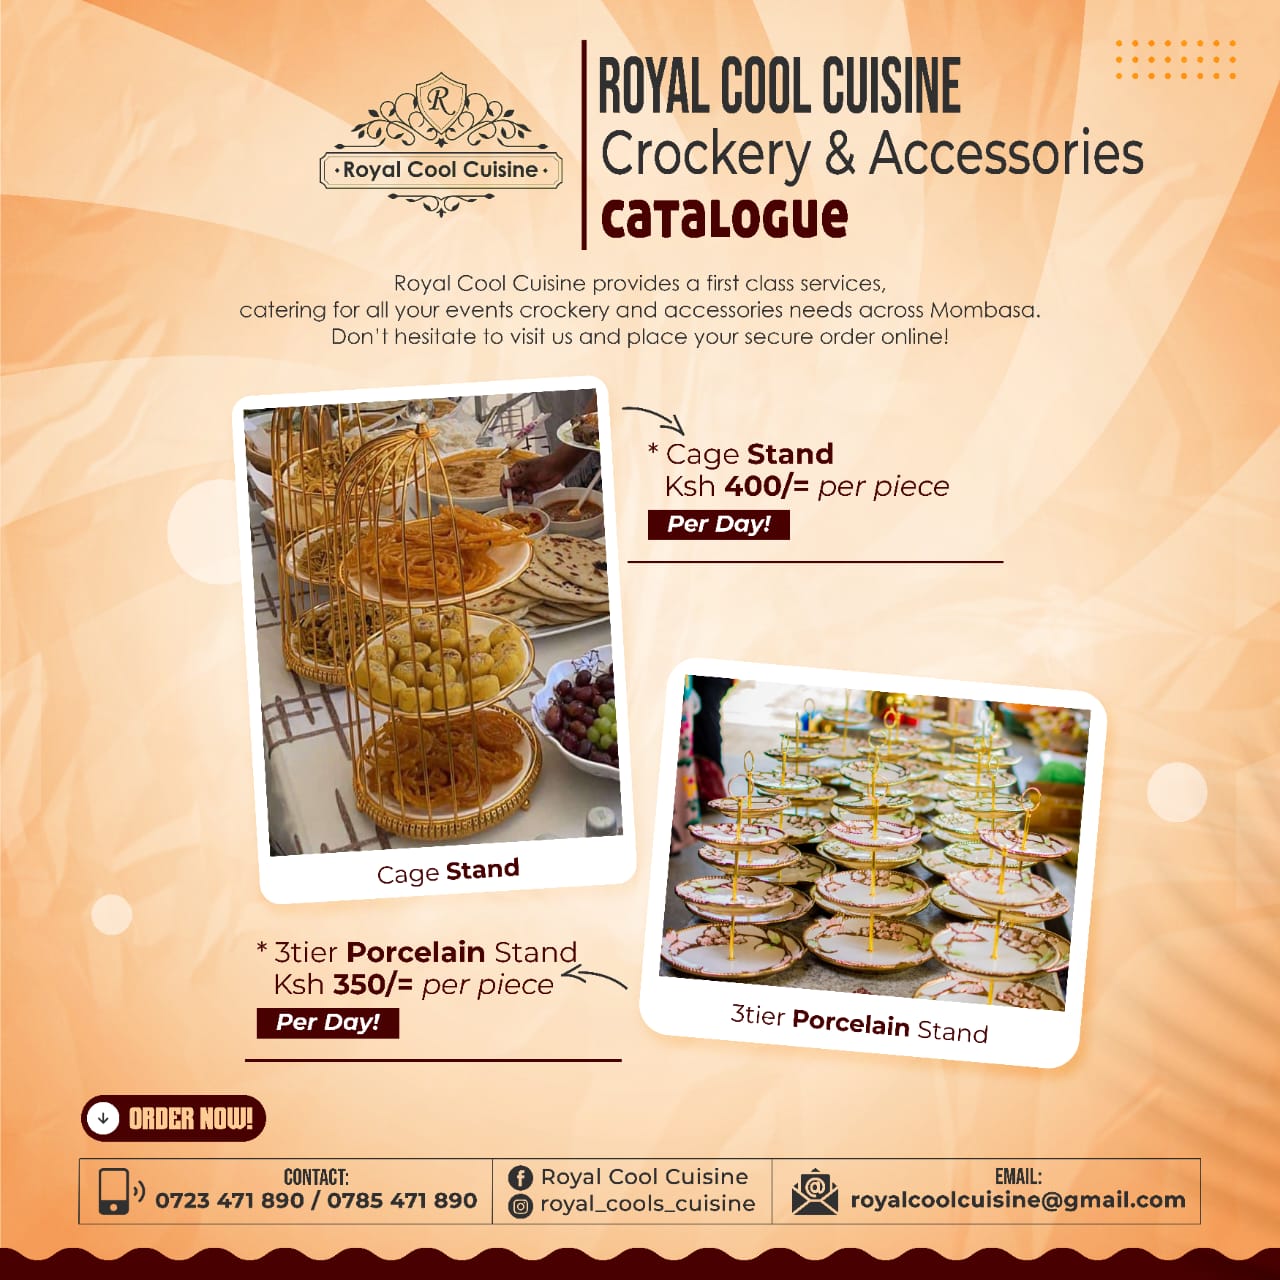 R
· Royal Cool Cuisine ·
ROYAL COOL CUISINE
Crockery & Accessories
CATALOGUE
Royal Cool Cuisine provides a first class services,
catering for all your events crockery and accessories needs across Mombasa.
Don't hesitate to visit us and place your secure order online!
* Cage Stand
Ksh 400/= per piece
Per Day!
Cage Stand
* 3tier Porcelain Stand
Ksh 350/= per piece
Per Day!
3tier Porcelain Stand
ORDER NOW!
CONTACT:
0723 471 890 / 0785 471 890
Royal Cool Cuisine
royal_cools_cuisine
EMAIL:
royalcoolcuisine@gmail.com